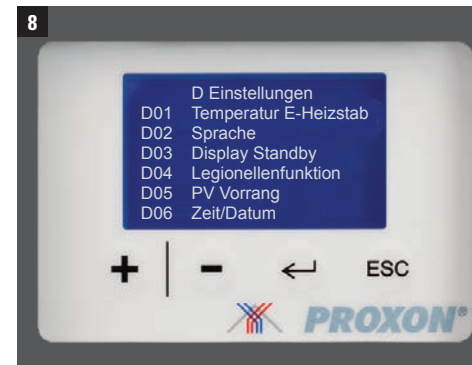 8
D Einstellungen
D01 Temperatur E-Heizstab
D02 Sprache
D03 Display Standby
D04 Legionellenfunktion
D05 PV Vorrang
D06 Zeit/Datum
+ | - ↵ ESC
PROXON®